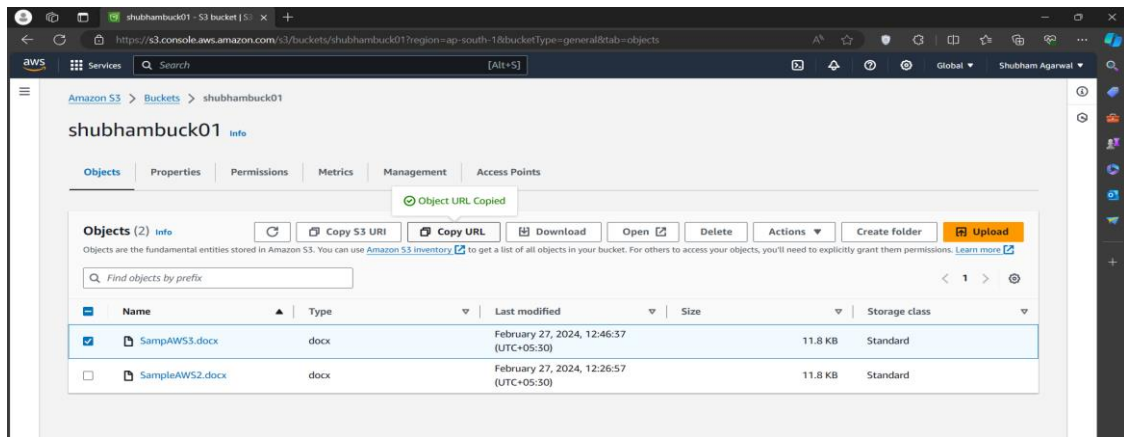 shubhambuck01 - S3 bucket | S3
https://s3.console.aws.amazon.com/s3/buckets/shubhambuck01?region=ap-south-1&bucketType=general&tab=objects
aws Services Search [Alt+S] Global Shubham Agarwal
Amazon S3 > Buckets > shubhambuck01
shubhambuck01 Info
Objects Properties Permissions Metrics Management Access Points
Object URL Copied
Objects (2) Info Copy S3 URI Copy URL Download Open Delete Actions Create folder Upload
Objects are the fundamental entities stored in Amazon S3. You can use Amazon S3 inventory to get a list of all objects in your bucket. For others to access your objects, you'll need to explicitly grant them permissions. Learn more
Find objects by prefix < 1 >
Name Type Last modified Size Storage class
SampAWS3.docx docx February 27, 2024, 12:46:37 (UTC+05:30) 11.8 KB Standard
SampleAWS2.docx docx February 27, 2024, 12:26:57 (UTC+05:30) 11.8 KB Standard